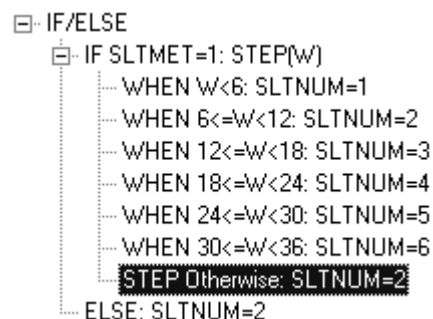 IF/ELSE
IF SLTMET=1: STEP(W)
WHEN W<6: SLTNUM=1
WHEN 6<=W<12: SLTNUM=2
WHEN 12<=W<18: SLTNUM=3
WHEN 18<=W<24: SLTNUM=4
WHEN 24<=W<30: SLTNUM=5
WHEN 30<=W<36: SLTNUM=6
STEP Otherwise: SLTNUM=2
ELSE: SLTNUM=2